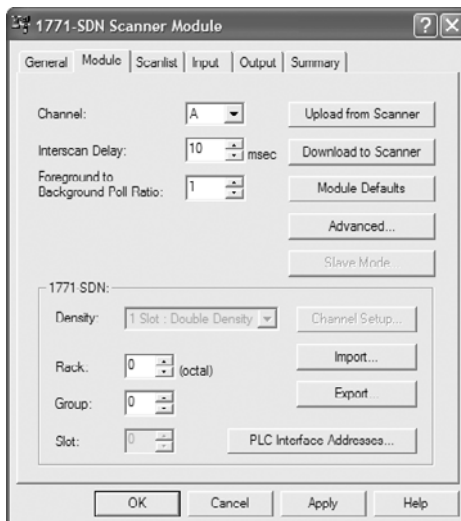 1771-SDN Scanner Module
General Module Scanlist Input Output Summary
Channel: A Upload from Scanner
Interscan Delay: 10 msec Download to Scanner
Foreground to
Background Poll Ratio: 1 Module Defaults
Advanced...
Slave Mode...
1771 SDN:
Density: 1 Slot : Double Density Channel Setup...
Rack: 0 (octal) Import...
Group: 0 Export...
Slot: 0 PLC Interface Addresses...
OK Cancel Apply Help